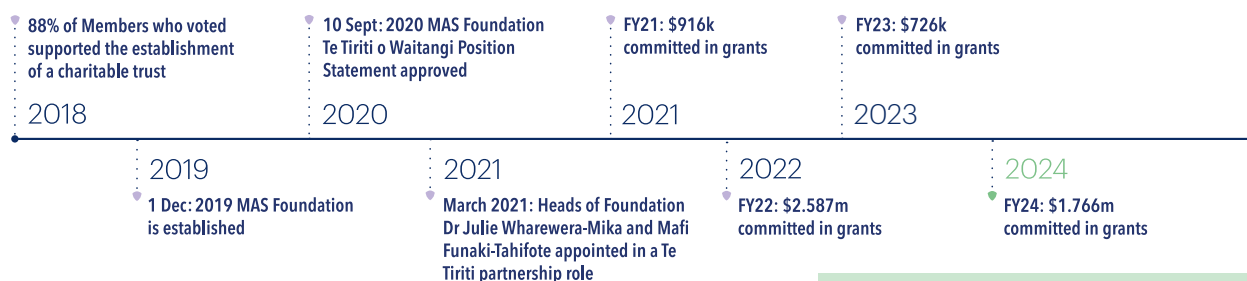 88% of Members who voted
supported the establishment
of a charitable trust
2018
1 Dec: 2019 MAS Foundation
is established
2019
10 Sept: 2020 MAS Foundation
Te Tiriti o Waitangi Position
Statement approved
2020
2021
March 2021: Heads of Foundation
Dr Julie Wharewera-Mika and Mafi
Funaki-Tahifote appointed in a Te
Tiriti partnership role
FY21: $916k
committed in grants
2021
2022
FY22: $2.587m
committed in grants
FY23: $726k
committed in grants
2023
2024
FY24: $1.766m
committed in grants